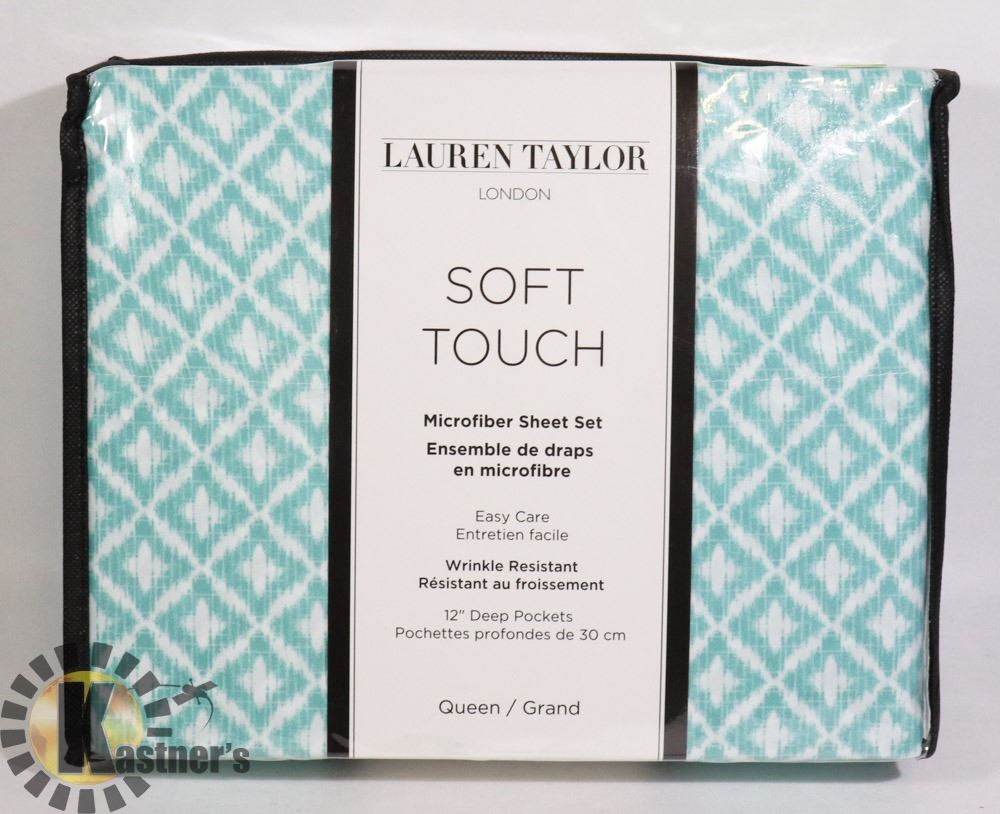 LAUREN TAYLOR
LONDON
SOFT
TOUCH
Microfiber Sheet Set
Ensemble de draps
en microfibre
Easy Care
Entretien facile
Wrinkle Resistant
Résistant au froissement
12" Deep Pockets
Pochettes profondes de 30 cm
Queen / Grand
Kastner's